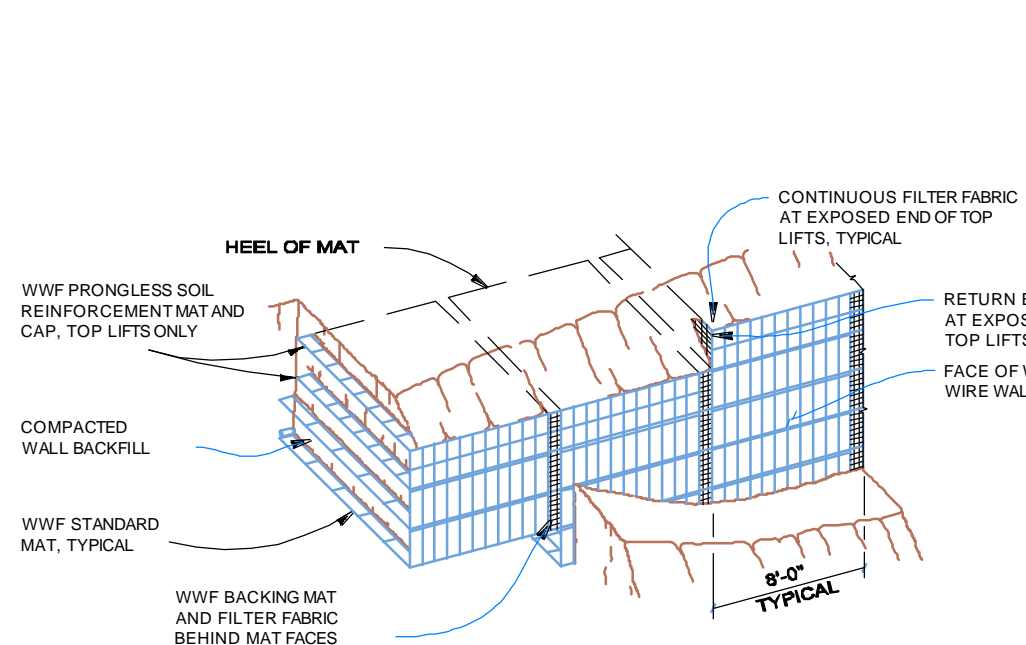 CONTINUOUS FILTER FABRIC
AT EXPOSED END OF TOP
LIFTS, TYPICAL
HEEL OF MAT
WWF PRONGLESS SOIL
REINFORCEMENT MAT AND
CAP, TOP LIFTS ONLY
RETURN
AT
TOP LIFTS
FACE OF
WIRE
COMPACTED
WALL BACKFILL
WWF STANDARD
MAT, TYPICAL
8'-0"
TYPICAL
WWF BACKING MAT
AND FILTER FABRIC
BEHIND MAT FACES